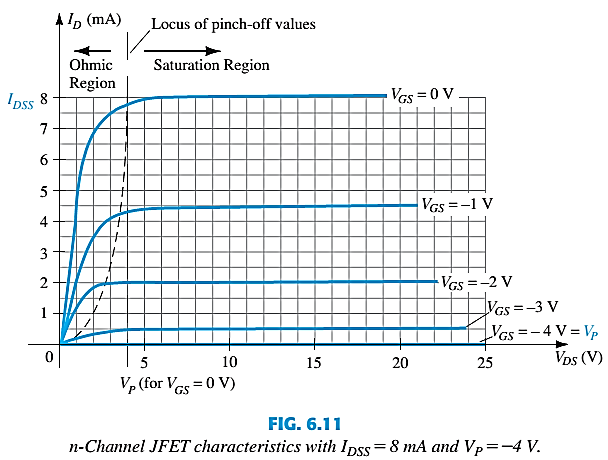 I_D (mA)
Locus of pinch-off values
Ohmic
Region
Saturation Region
I_DSS 8
V_GS = 0 V
7
6
5
V_GS = –1 V
4
3
2
V_GS = –2 V
V_GS = –3 V
1
V_GS = – 4 V = V_P
0
5
10
15
20
25
V_DS (V)
V_P (for V_GS = 0 V)
FIG. 6.11
n-Channel JFET characteristics with I_DSS = 8 mA and V_P = –4 V.